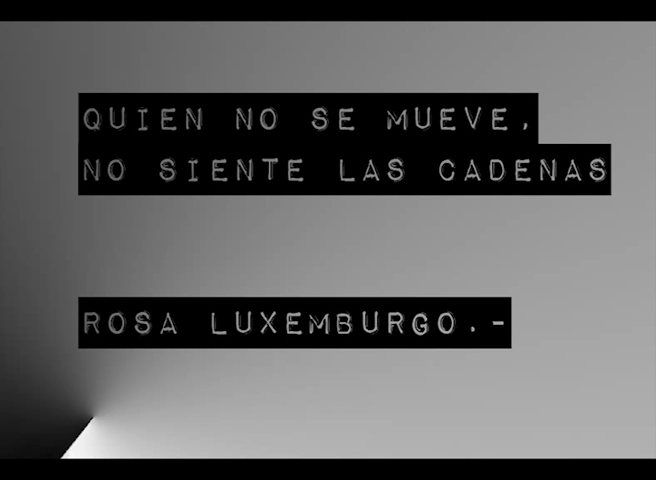 QUIEN NO SE MUEVE,
NO SIENTE LAS CADENAS
ROSA LUXEMBURGO.-